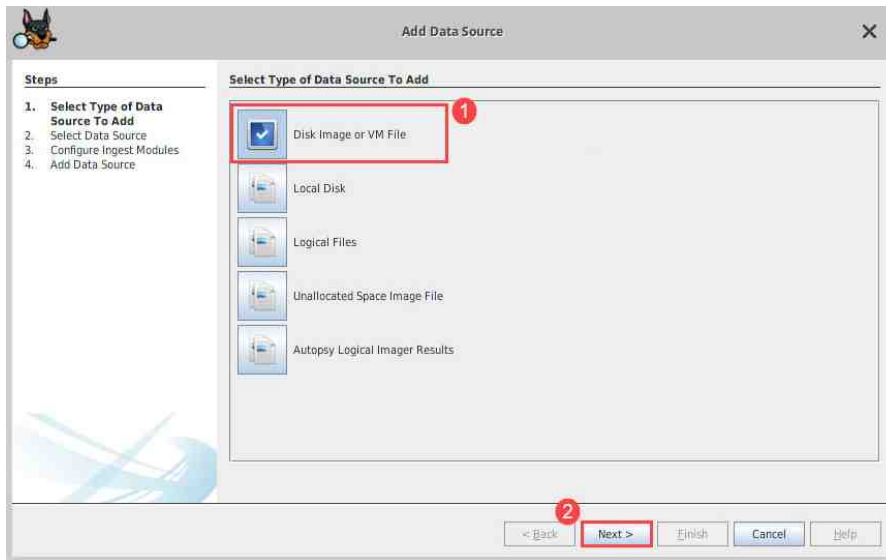 Add Data Source
Steps
1. Select Type of Data
Source To Add
2. Select Data Source
3. Configure Ingest Modules
4. Add Data Source
Select Type of Data Source To Add
1
Disk Image or VM File
Local Disk
Logical Files
Unallocated Space Image File
Autopsy Logical Imager Results
2
< Back
Next >
Finish
Cancel
Help